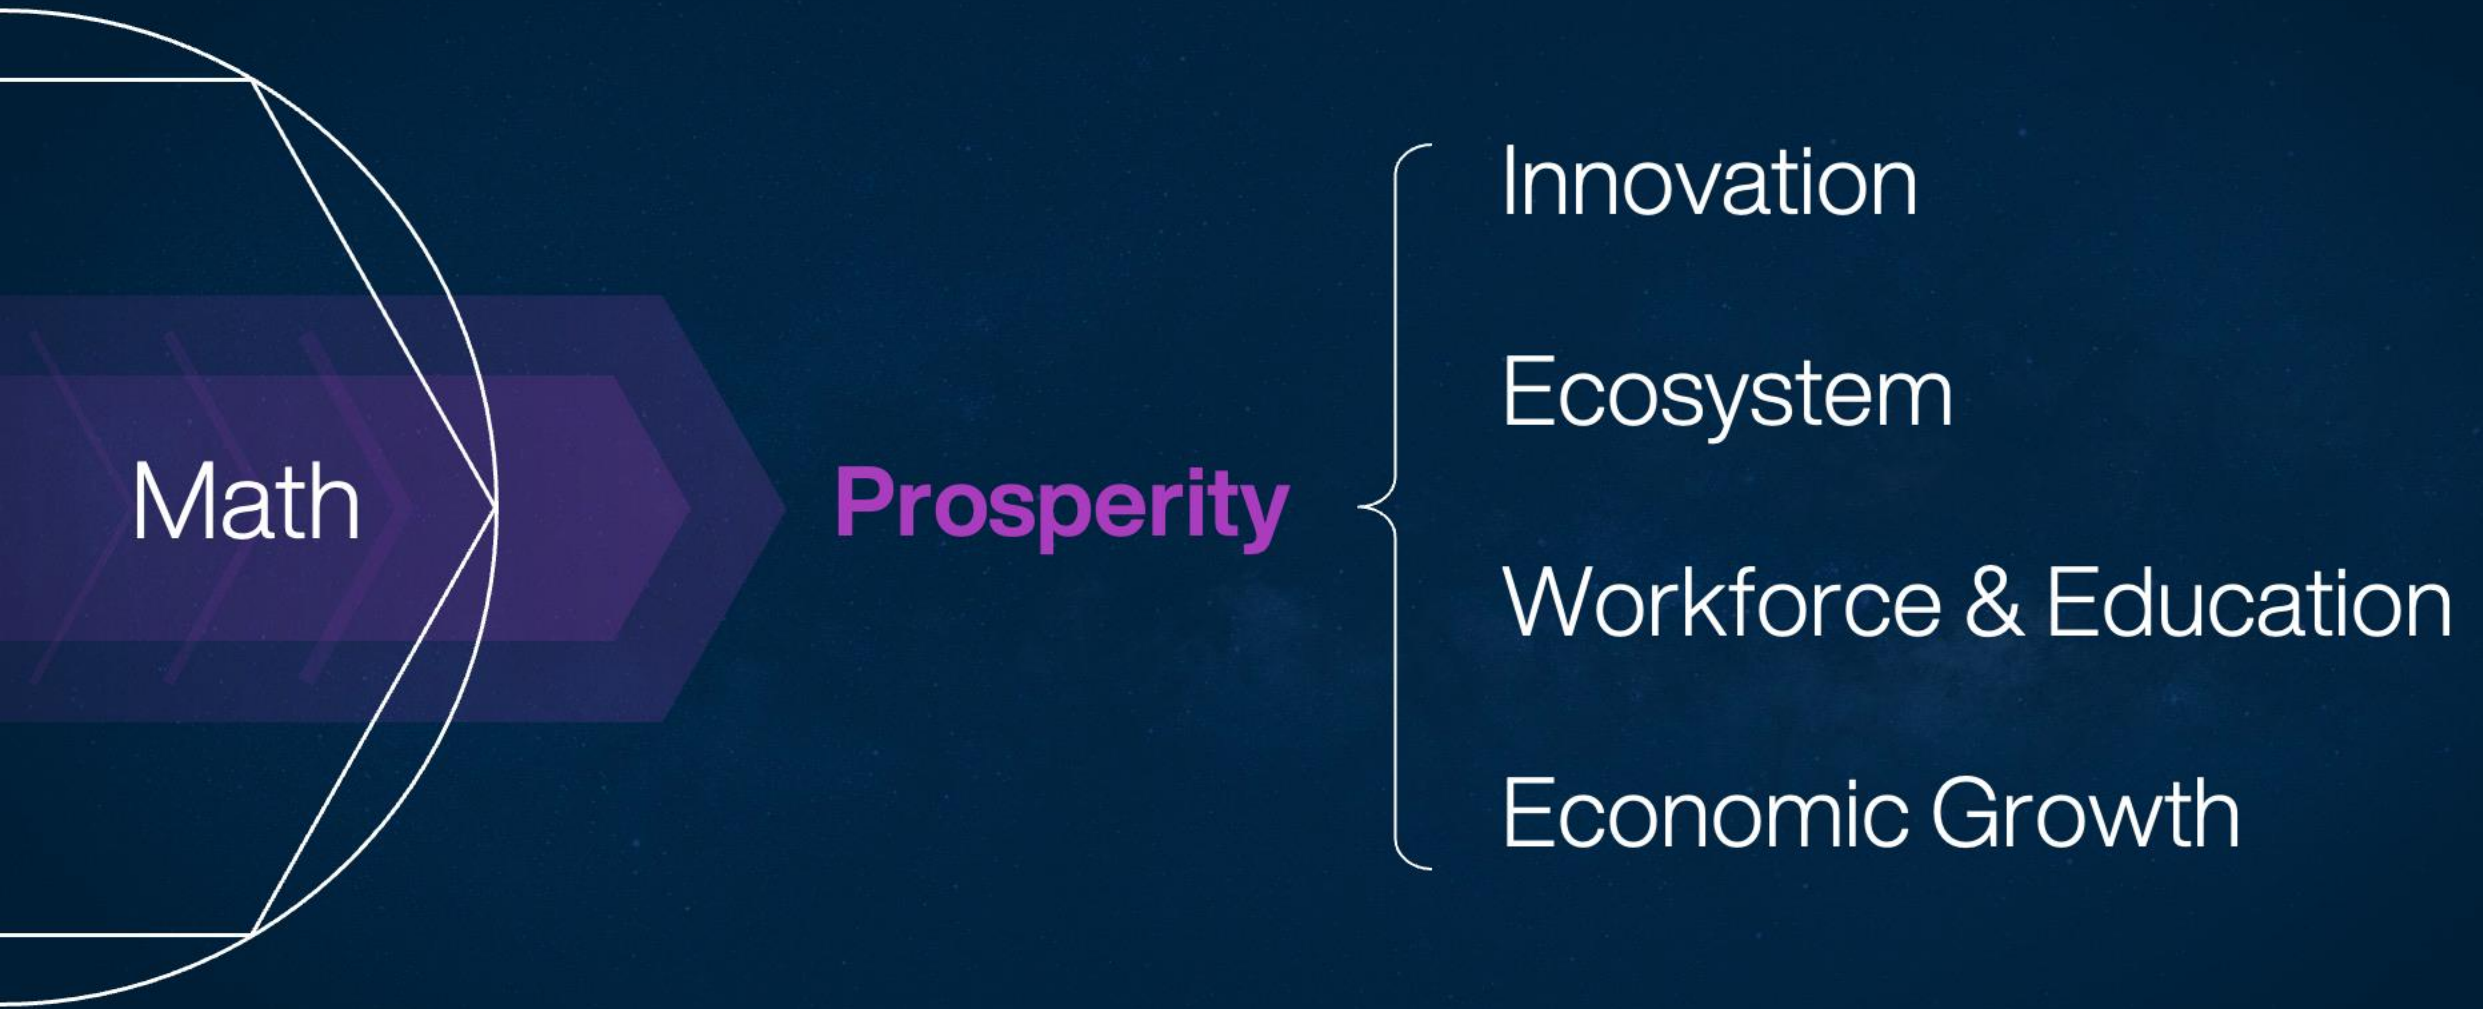 Math
Prosperity
Innovation
Ecosystem
Workforce & Education
Economic Growth